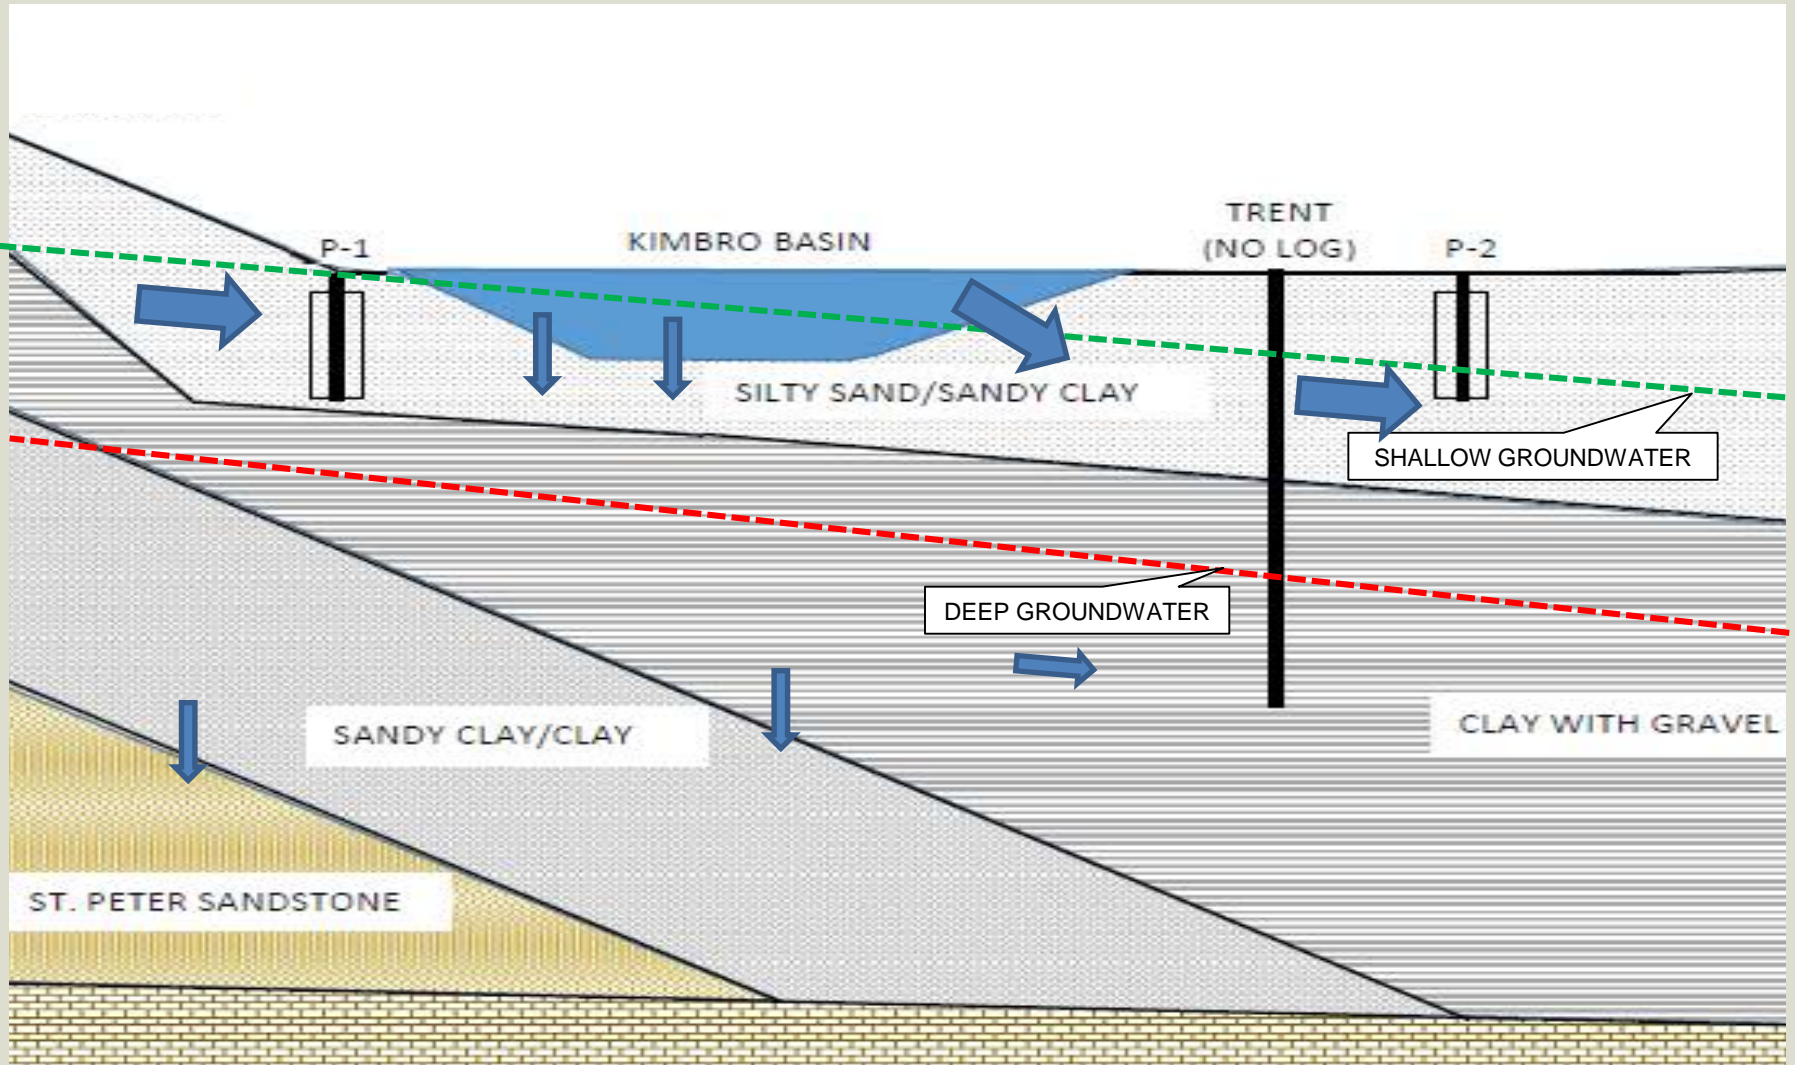 TRENT
(NO LOG)
P-1
KIMBRO BASIN
P-2
SILTY SAND/SANDY CLAY
SHALLOW GROUNDWATER
DEEP GROUNDWATER
SANDY CLAY/CLAY
CLAY WITH GRAVEL
ST. PETER SANDSTONE